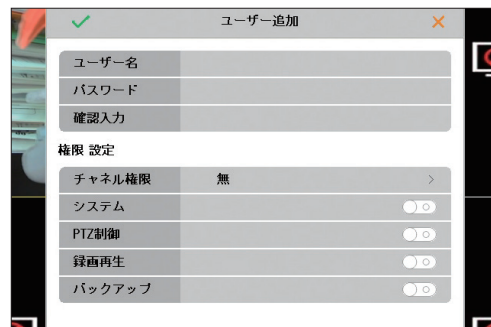 ユーザー追加
ユーザー名
パスワード
確認入力
権限 設定
チャネル権限 無
システム
PTZ制御
録画再生
バックアップ